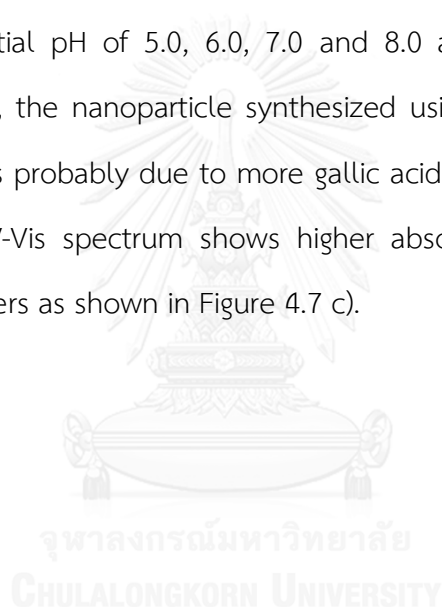 tial pH of 5.0, 6.0, 7.0 and 8.0 a
, the nanoparticle synthesized usi
s probably due to more gallic acid
-Vis spectrum shows higher abso
ers as shown in Figure 4.7 c).
จุฬาลงกรณ์มหาวิทยาลัย
CHULALONGKORN UNIVERSITY